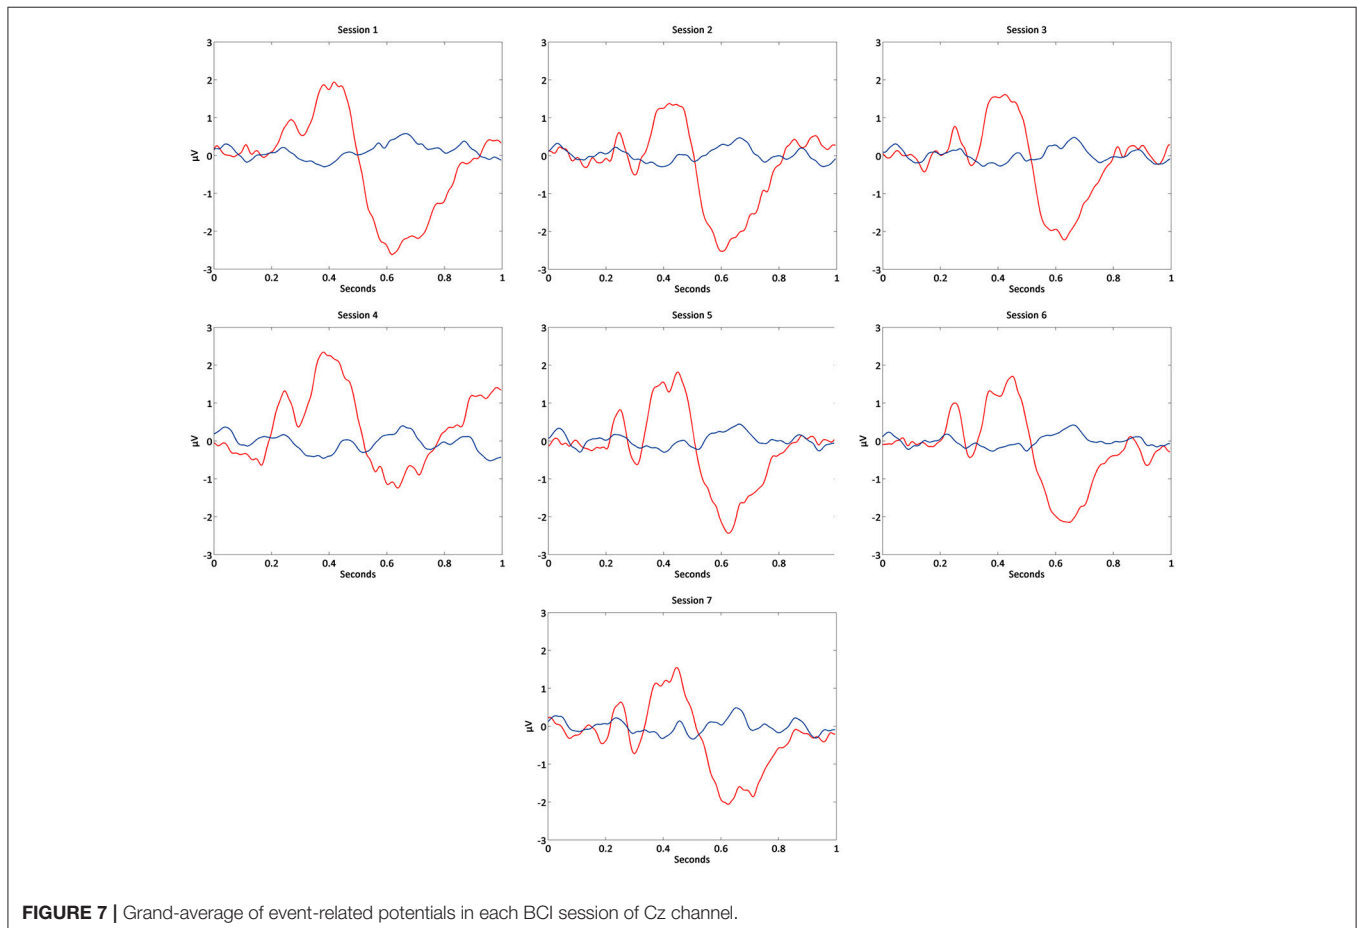 Session 1
3
2
1
0
-1
-2
-3
µV
0 0.2 0.4 0.6 0.8 1
Seconds
Session 2
3
2
1
0
-1
-2
-3
0 0.2 0.4 0.6 0.8 1
Seconds
Session 3
3
2
1
0
-1
-2
-3
0 0.2 0.4 0.6 0.8 1
Seconds
Session 4
3
2
1
0
-1
-2
-3
µV
0 0.2 0.4 0.6 0.8 1
Seconds
Session 5
3
2
1
0
-1
-2
-3
0 0.2 0.4 0.6 0.8 1
Seconds
Session 6
3
2
1
0
-1
-2
-3
0 0.2 0.4 0.6 0.8 1
Seconds
Session 7
3
2
1
0
-1
-2
-3
µV
0 0.2 0.4 0.6 0.8 1
Seconds
FIGURE 7 | Grand-average of event-related potentials in each BCI session of Cz channel.